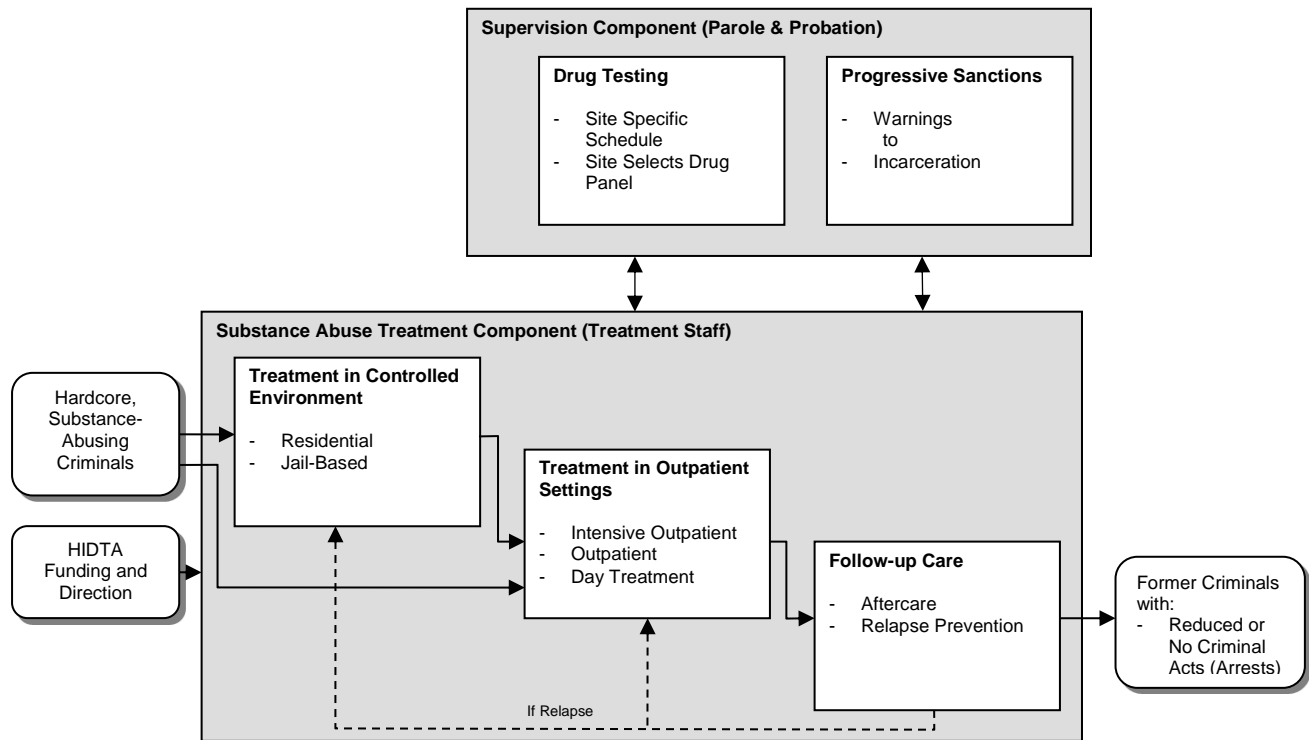 Supervision Component (Parole & Probation)
Drug Testing
- Site Specific
Schedule
- Site Selects Drug
Panel
Progressive Sanctions
- Warnings
to
- Incarceration
Substance Abuse Treatment Component (Treatment Staff)
Hardcore,
Substance-
Abusing
Criminals
HIDTA
Funding and
Direction
Treatment in Controlled
Environment
- Residential
- Jail-Based
Treatment in Outpatient
Settings
- Intensive Outpatient
- Outpatient
- Day Treatment
Follow-up Care
- Aftercare
- Relapse Prevention
If Relapse
Former Criminals
with:
- Reduced or
No Criminal
Acts (Arrests)